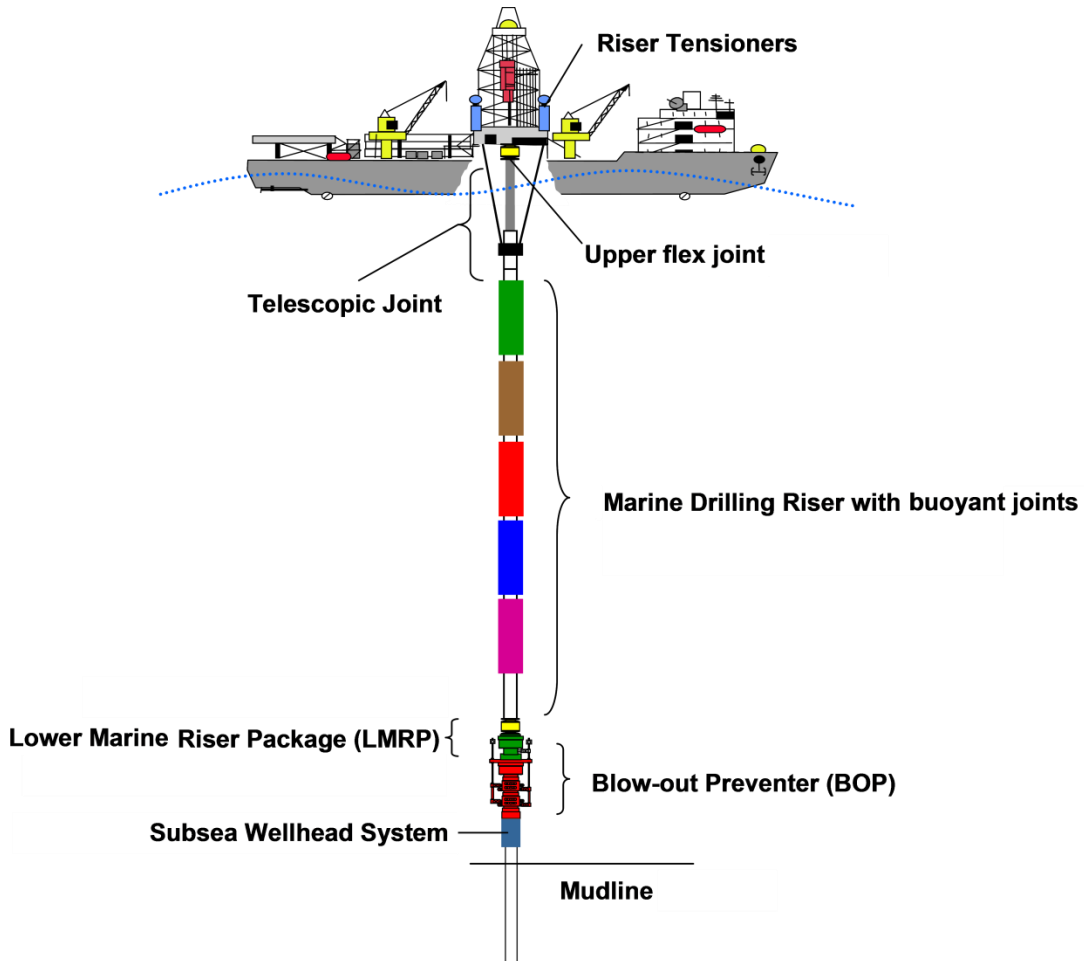 Riser Tensioners
Upper flex joint
Telescopic Joint
Marine Drilling Riser with buoyant joints
Lower Marine Riser Package (LMRP)
Blow-out Preventer (BOP)
Subsea Wellhead System
Mudline